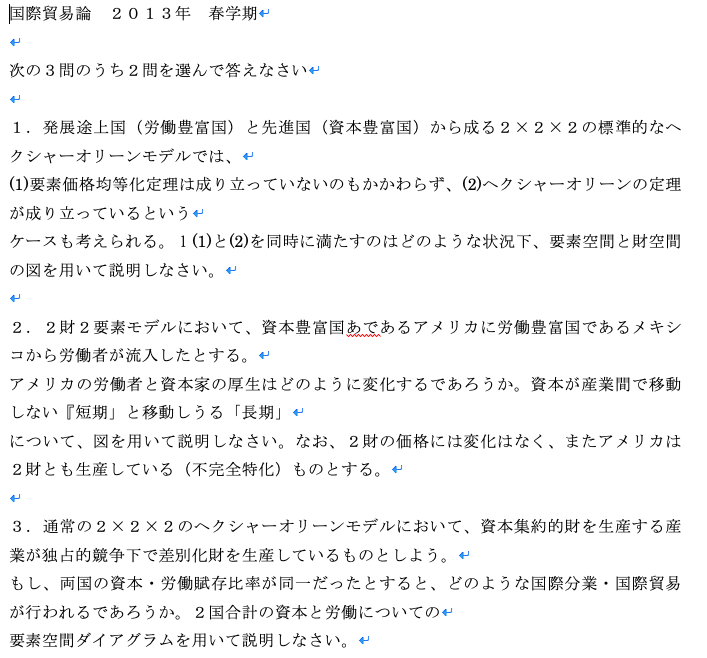 国際貿易論　２０１３年　春学期
次の３問のうち２問を選んで答えなさい
１．発展途上国（労働豊富国）と先進国（資本豊富国）から成る２×２×２の標準的なヘ
クシャーオリーンモデルでは、
(1)要素価格均等化定理は成り立っていないのもかかわらず、(2)ヘクシャーオリーンの定理
が成り立っているという
ケースも考えられる。１(1)と(2)を同時に満たすのはどのような状況下、要素空間と財空間
の図を用いて説明しなさい。
２．２財２要素モデルにおいて、資本豊富国あであるアメリカに労働豊富国であるメキシ
コから労働者が流入したとする。
アメリカの労働者と資本家の厚生はどのように変化するであろうか。資本が産業間で移動
しない『短期」と移動しうる「長期」
について、図を用いて説明しなさい。なお、２財の価格には変化はなく、またアメリカは
２財とも生産している（不完全特化）ものとする。
３．通常の２×２×２のヘクシャーオリーンモデルにおいて、資本集約的財を生産する産
業が独占的競争下で差別化財を生産しているものとしよう。
もし、両国の資本・労働賦存比率が同一だったとすると、どのような国際分業・国際貿易
が行われるであろうか。２国合計の資本と労働についての
要素空間ダイアグラムを用いて説明しなさい。